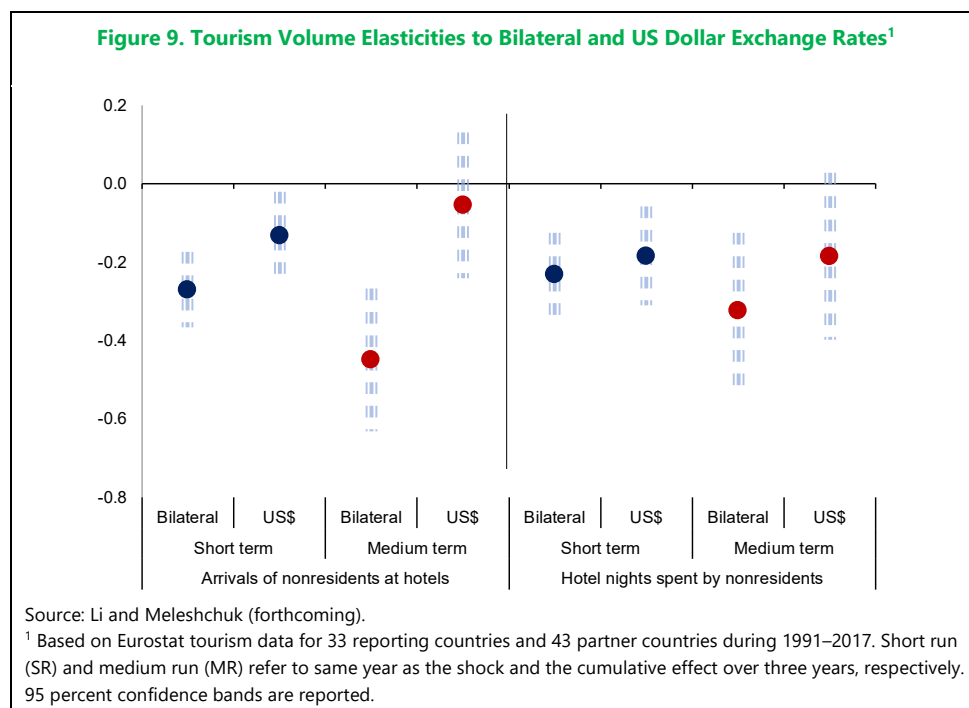 Figure 9. Tourism Volume Elasticities to Bilateral and US Dollar Exchange Rates¹
0.2
0.0
-0.2
-0.4
-0.6
-0.8
Bilateral US$ Bilateral US$ Bilateral US$ Bilateral US$
Short term Medium term Short term Medium term
Arrivals of nonresidents at hotels Hotel nights spent by nonresidents
Source: Li and Meleshchuk (forthcoming).
¹ Based on Eurostat tourism data for 33 reporting countries and 43 partner countries during 1991–2017. Short run
(SR) and medium run (MR) refer to same year as the shock and the cumulative effect over three years, respectively.
95 percent confidence bands are reported.